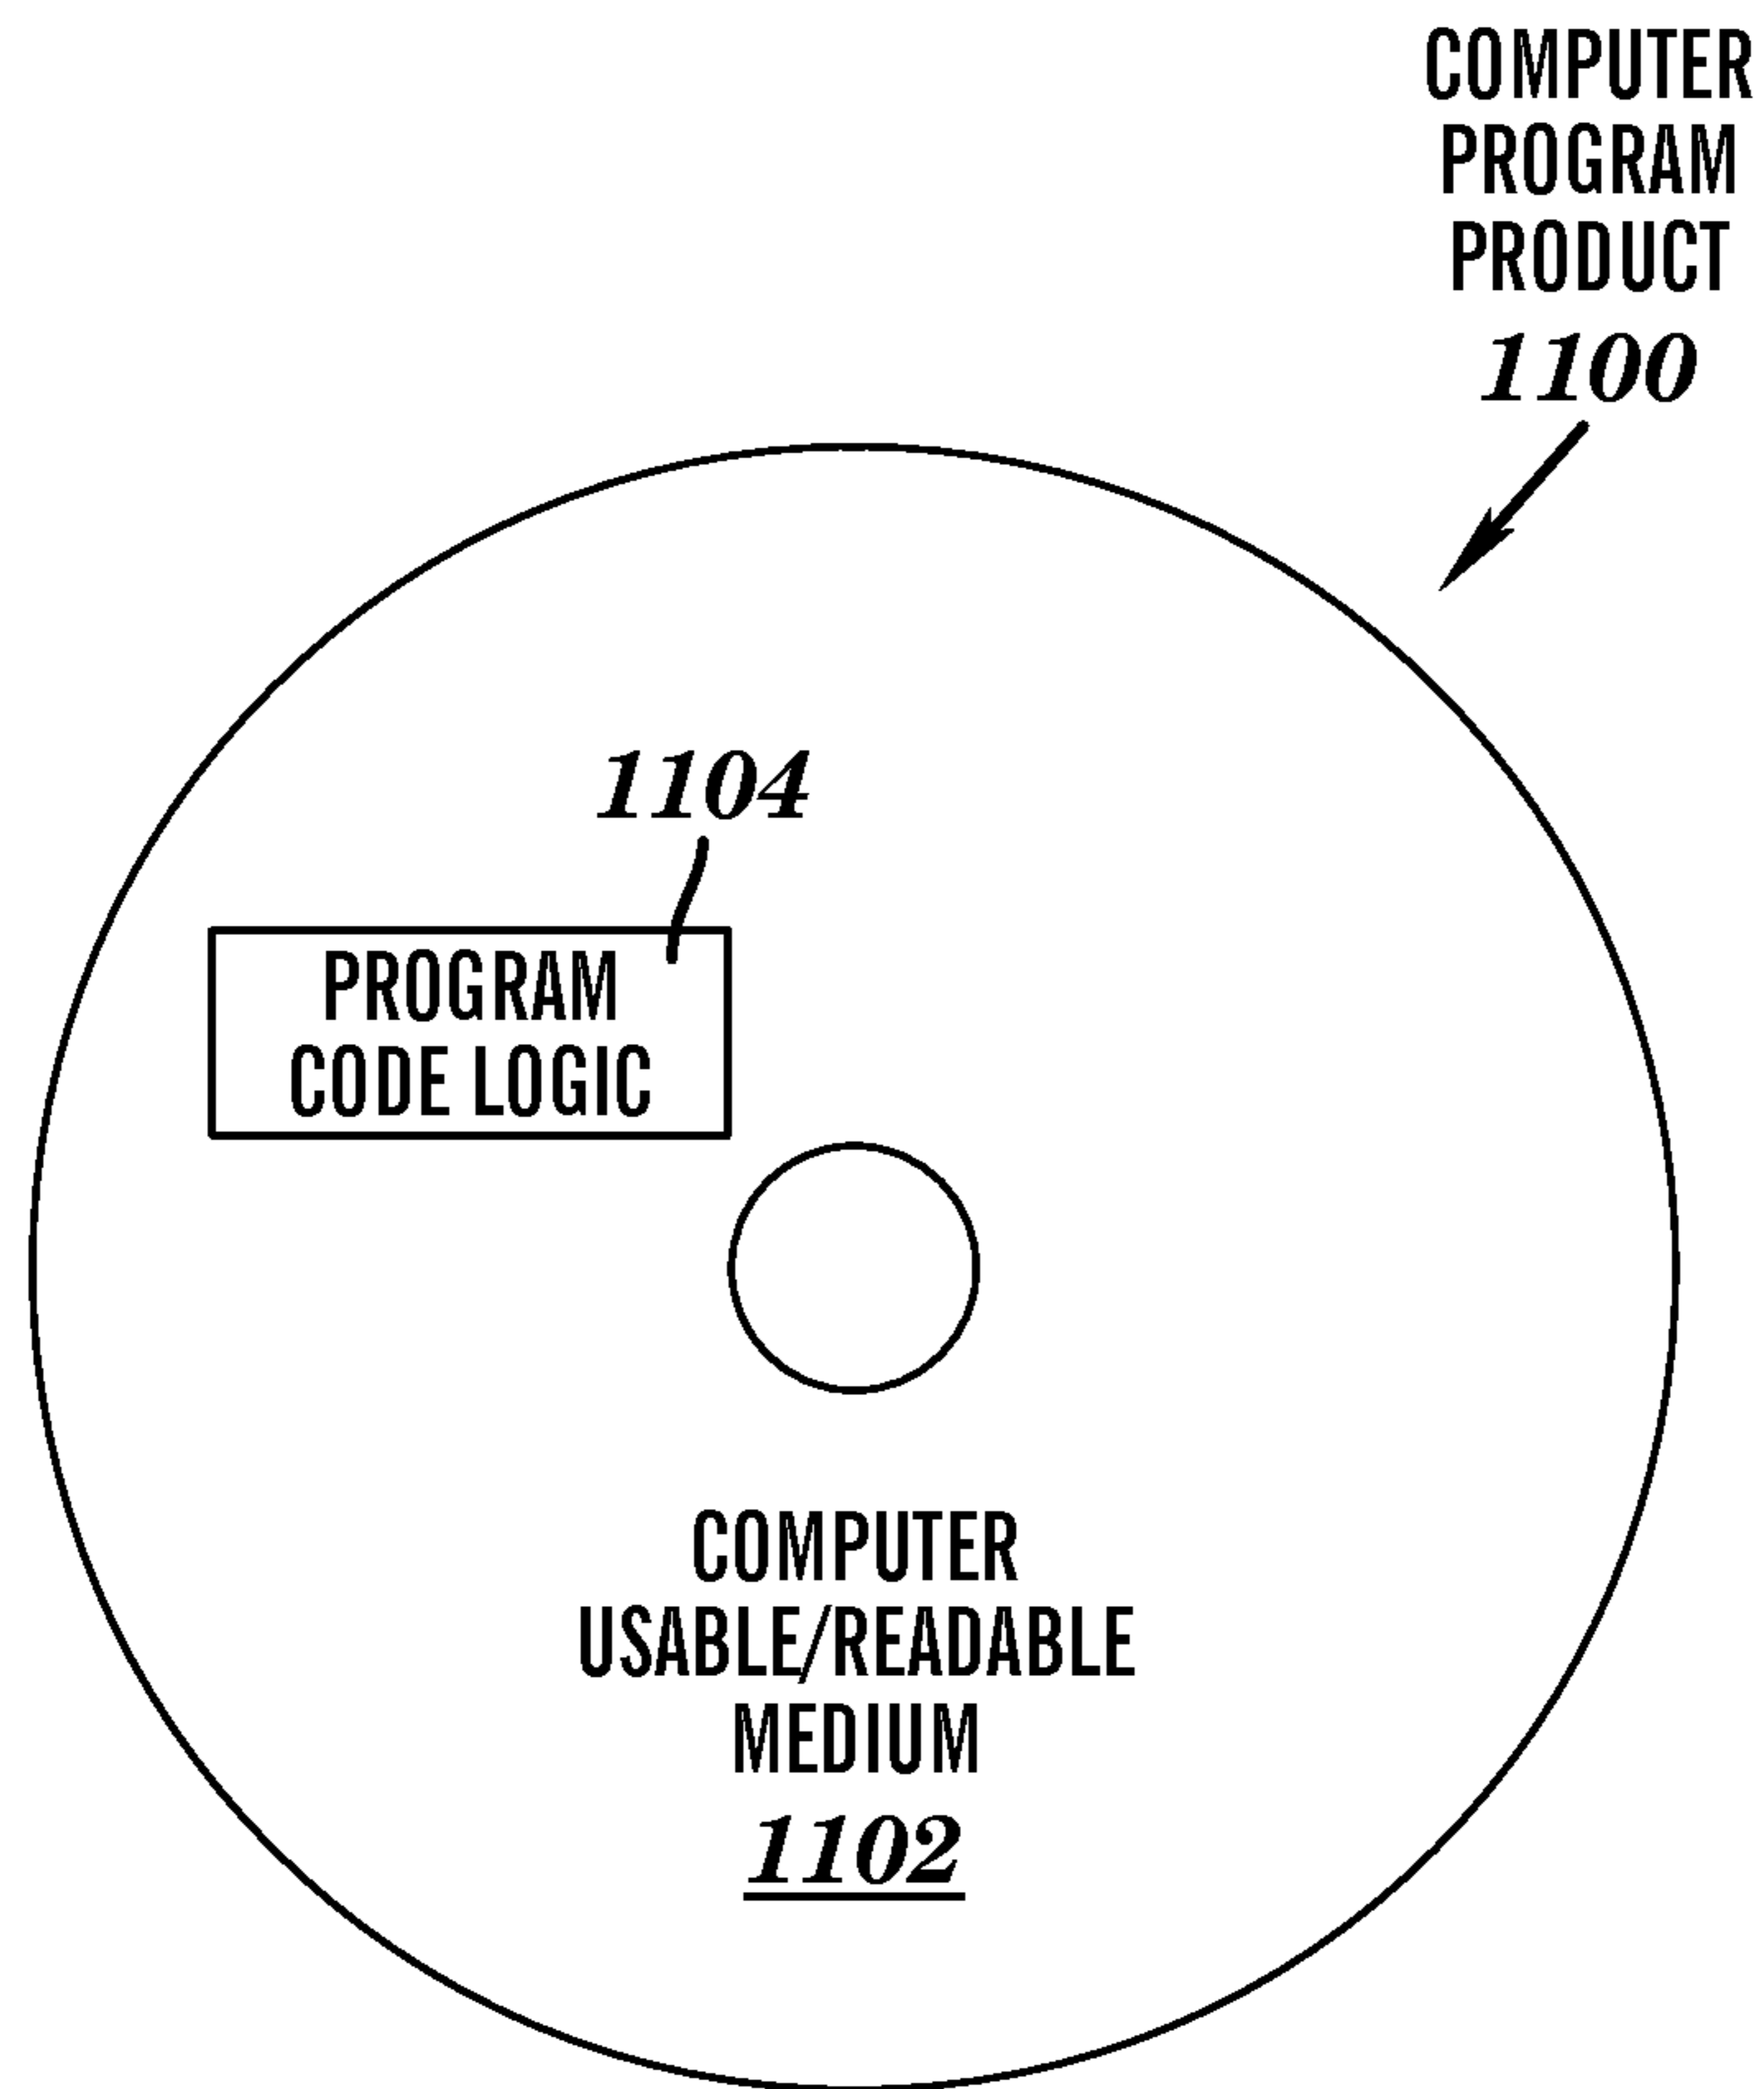 COMPUTER
PROGRAM
PRODUCT
1100
1104
PROGRAM
CODE LOGIC
COMPUTER
USABLE/READABLE
MEDIUM
1102